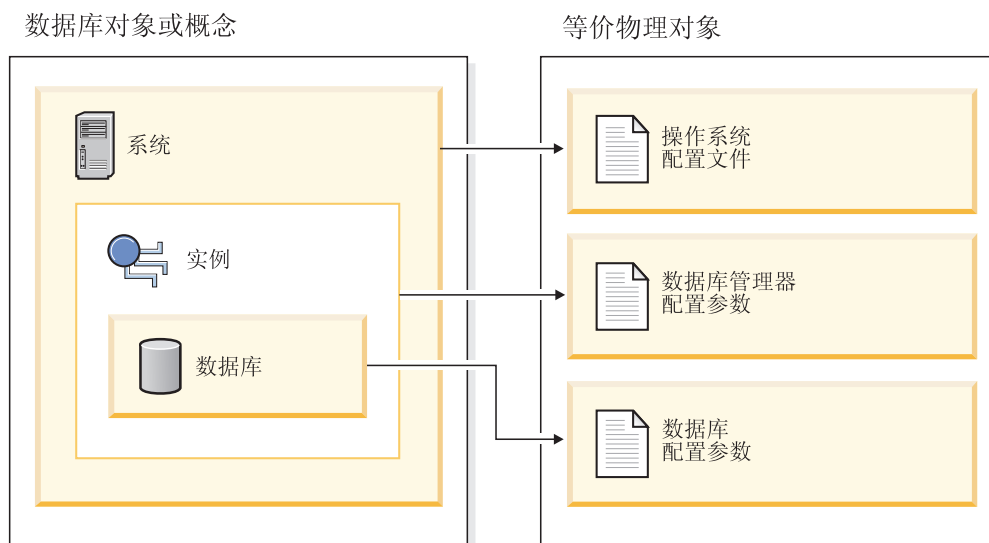 数据库对象或概念
等价物理对象
系统
实例
数据库
操作系统
配置文件
数据库管理器
配置参数
数据库
配置参数